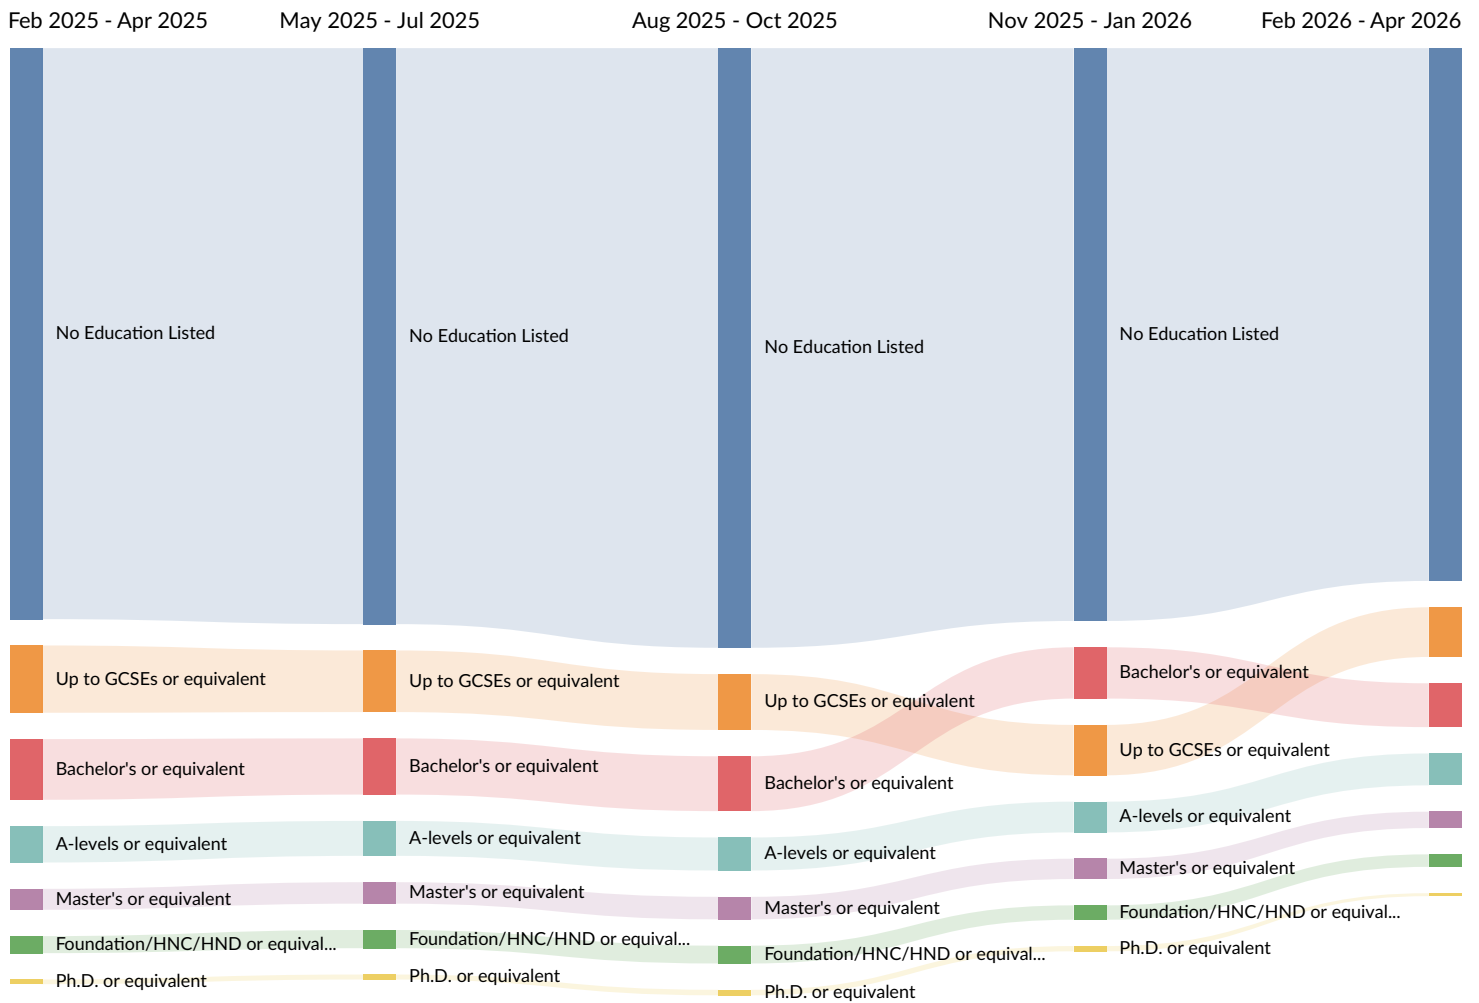 Feb 2025 - Apr 2025
May 2025 - Jul 2025
Aug 2025 - Oct 2025
Nov 2025 - Jan 2026
Feb 2026 - Apr 2026
No Education Listed
Up to GCSEs or equivalent
Bachelor's or equivalent
A-levels or equivalent
Master's or equivalent
Foundation/HNC/HND or equival...
Ph.D. or equivalent
No Education Listed
Up to GCSEs or equivalent
Bachelor's or equivalent
A-levels or equivalent
Master's or equivalent
Foundation/HNC/HND or equival...
Ph.D. or equivalent
No Education Listed
Up to GCSEs or equivalent
Bachelor's or equivalent
A-levels or equivalent
Master's or equivalent
Foundation/HNC/HND or equival...
Ph.D. or equivalent
No Education Listed
Bachelor's or equivalent
Up to GCSEs or equivalent
A-levels or equivalent
Master's or equivalent
Foundation/HNC/HND or equival...
Ph.D. or equivalent